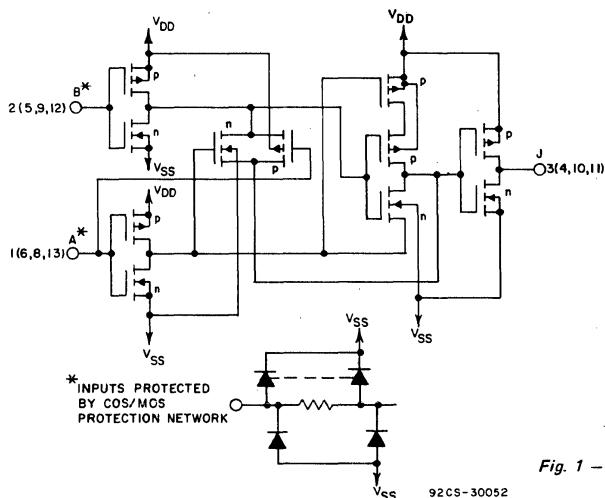 VDD
VDD
p
B*
2(5,9,12)
n
VSS
n
p
VDD
p
A*
1(6,8,13)
n
VSS
p
p
n
VSS
p
J
3(4,10,11)
n
*INPUTS PROTECTED
BY COS/MOS
PROTECTION NETWORK
VSS
VSS
Fig. 1 –
92CS-30052